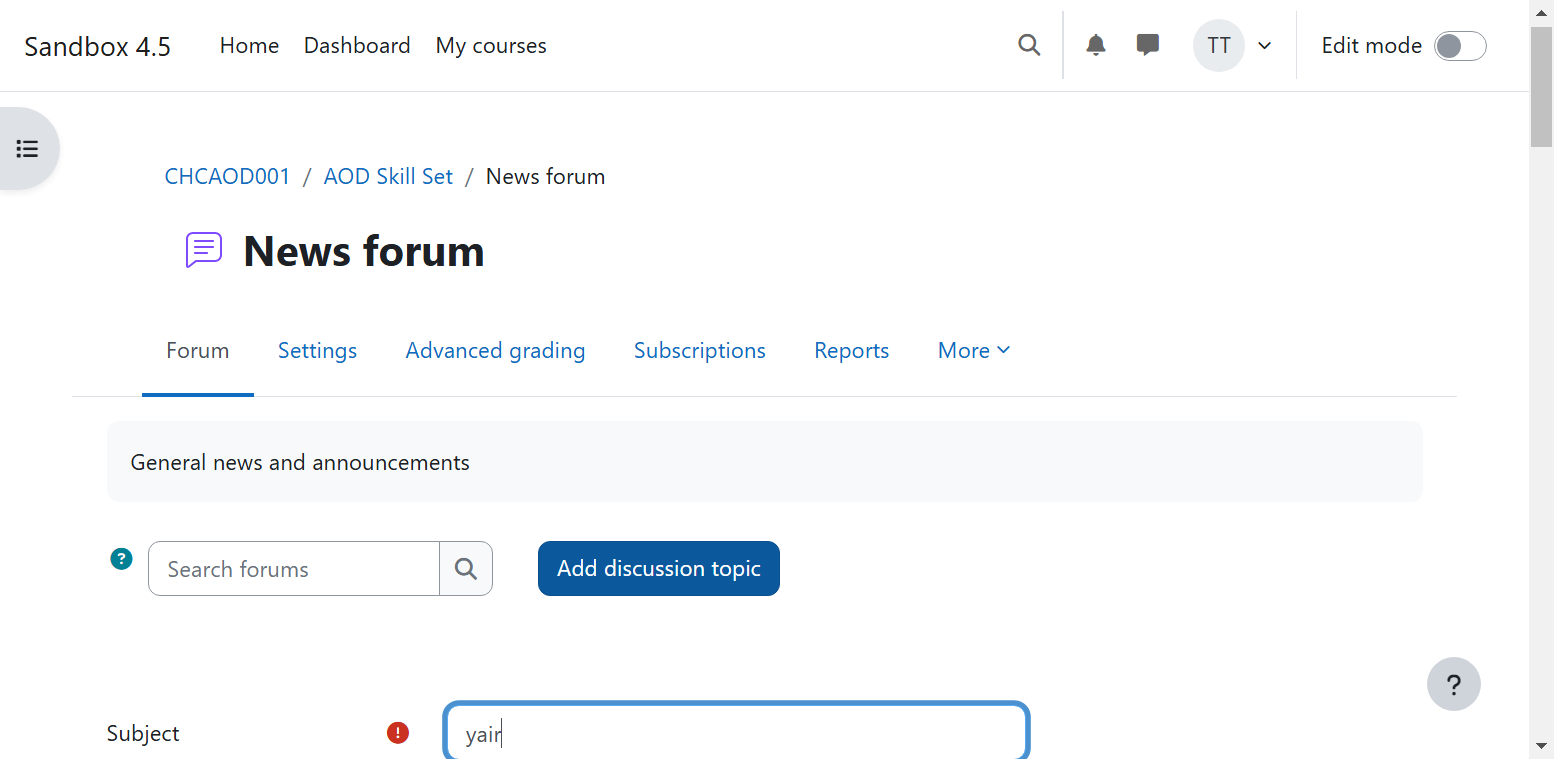 Sandbox 4.5 Home Dashboard My courses TT Edit mode
CHCAOD001 / AOD Skill Set / News forum
News forum
Forum Settings Advanced grading Subscriptions Reports More
General news and announcements
? Search forums Add discussion topic
?
Subject ! yair